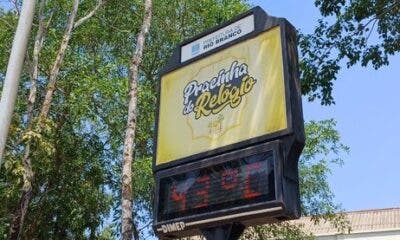 RIO BRANCO
Pracinha
do Relógio
43°C
DIMEP